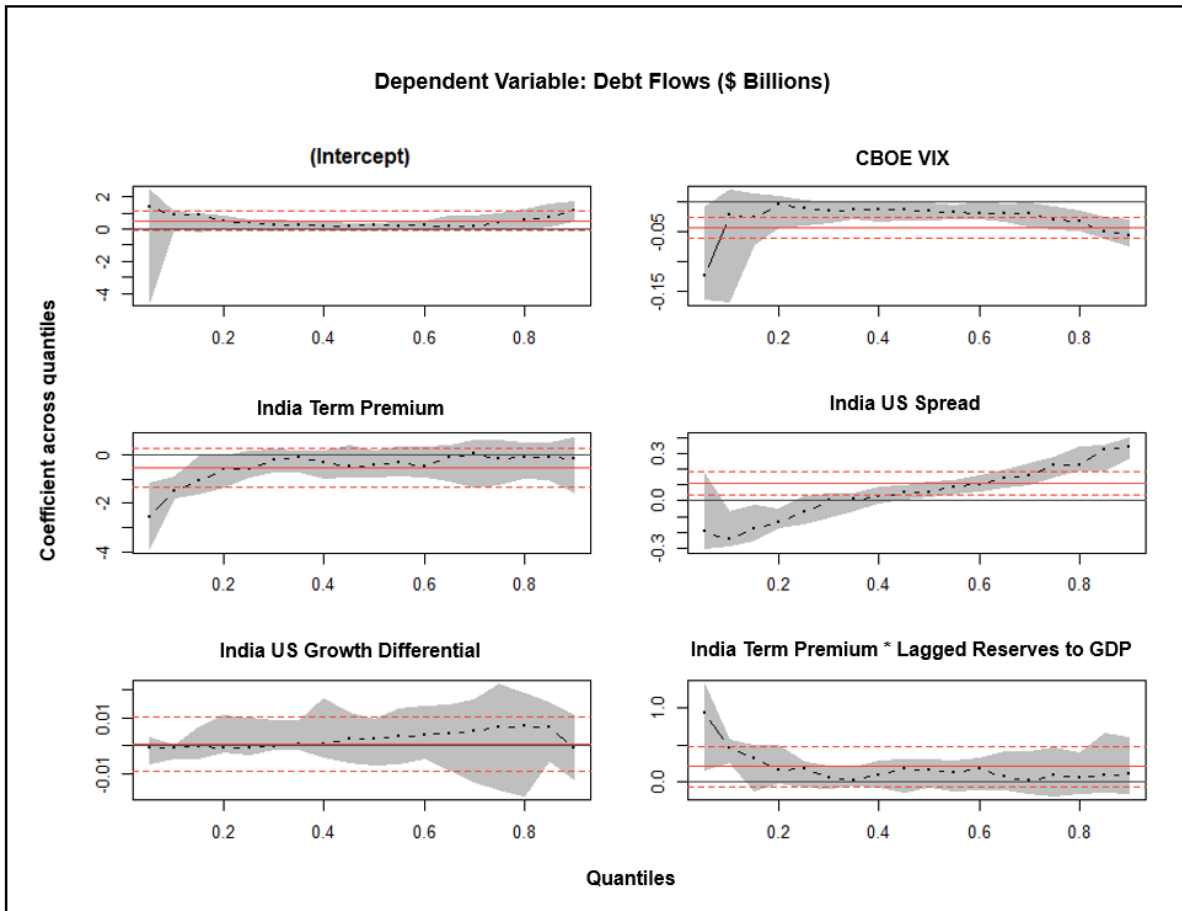 Dependent Variable: Debt Flows ($ Billions)
(Intercept)
CBOE VIX
2
0
-2
-4
-0.05
-0.15
0.2 0.4 0.6 0.8
0.2 0.4 0.6 0.8
Coefficient across quantiles
India Term Premium
India US Spread
0
-2
-4
0.3
0.0
-0.3
0.2 0.4 0.6 0.8
0.2 0.4 0.6 0.8
India US Growth Differential
India Term Premium * Lagged Reserves to GDP
0.01
-0.01
1.0
0.0
0.2 0.4 0.6 0.8
0.2 0.4 0.6 0.8
Quantiles